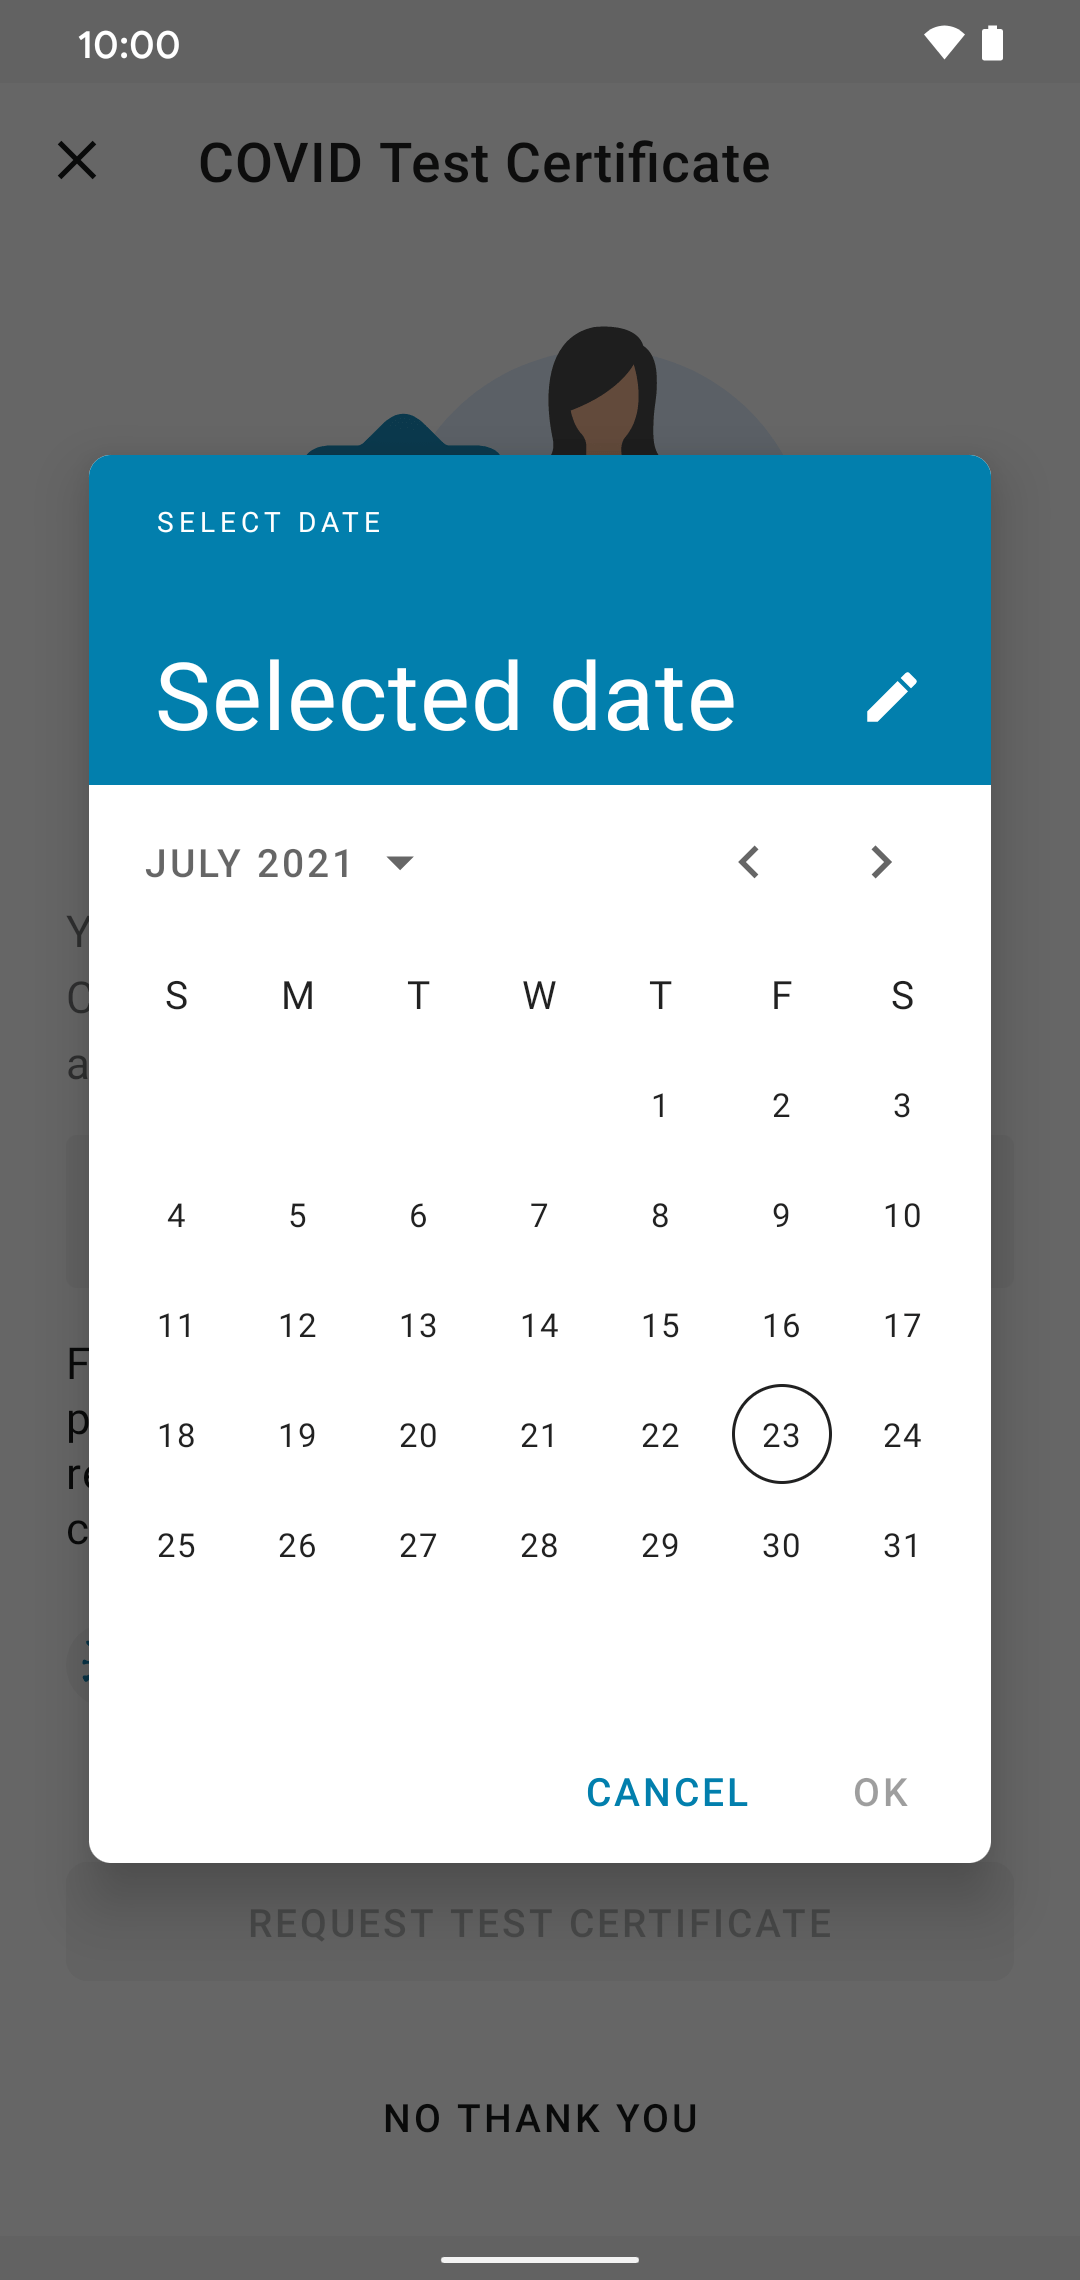 10:00
COVID Test Certificate
SELECT DATE
Selected date
JULY 2021
S M T W T F S
1 2 3
4 5 6 7 8 9 10
11 12 13 14 15 16 17
18 19 20 21 22 23 24
25 26 27 28 29 30 31
CANCEL OK
REQUEST TEST CERTIFICATE
NO THANK YOU